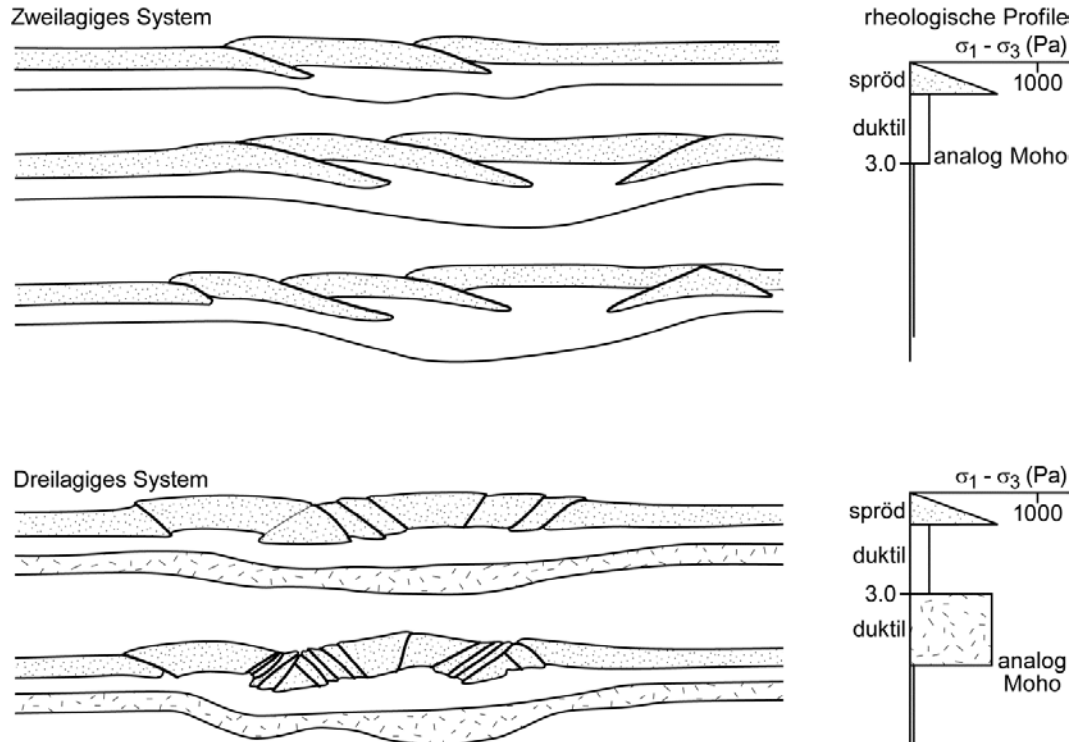 Zweilagiges System
rheologische Profile
σ1 - σ3 (Pa)
1000
spröd
duktil
3.0
analog Moho
Dreilagiges System
σ1 - σ3 (Pa)
1000
spröd
duktil
3.0
duktil
analog
Moho